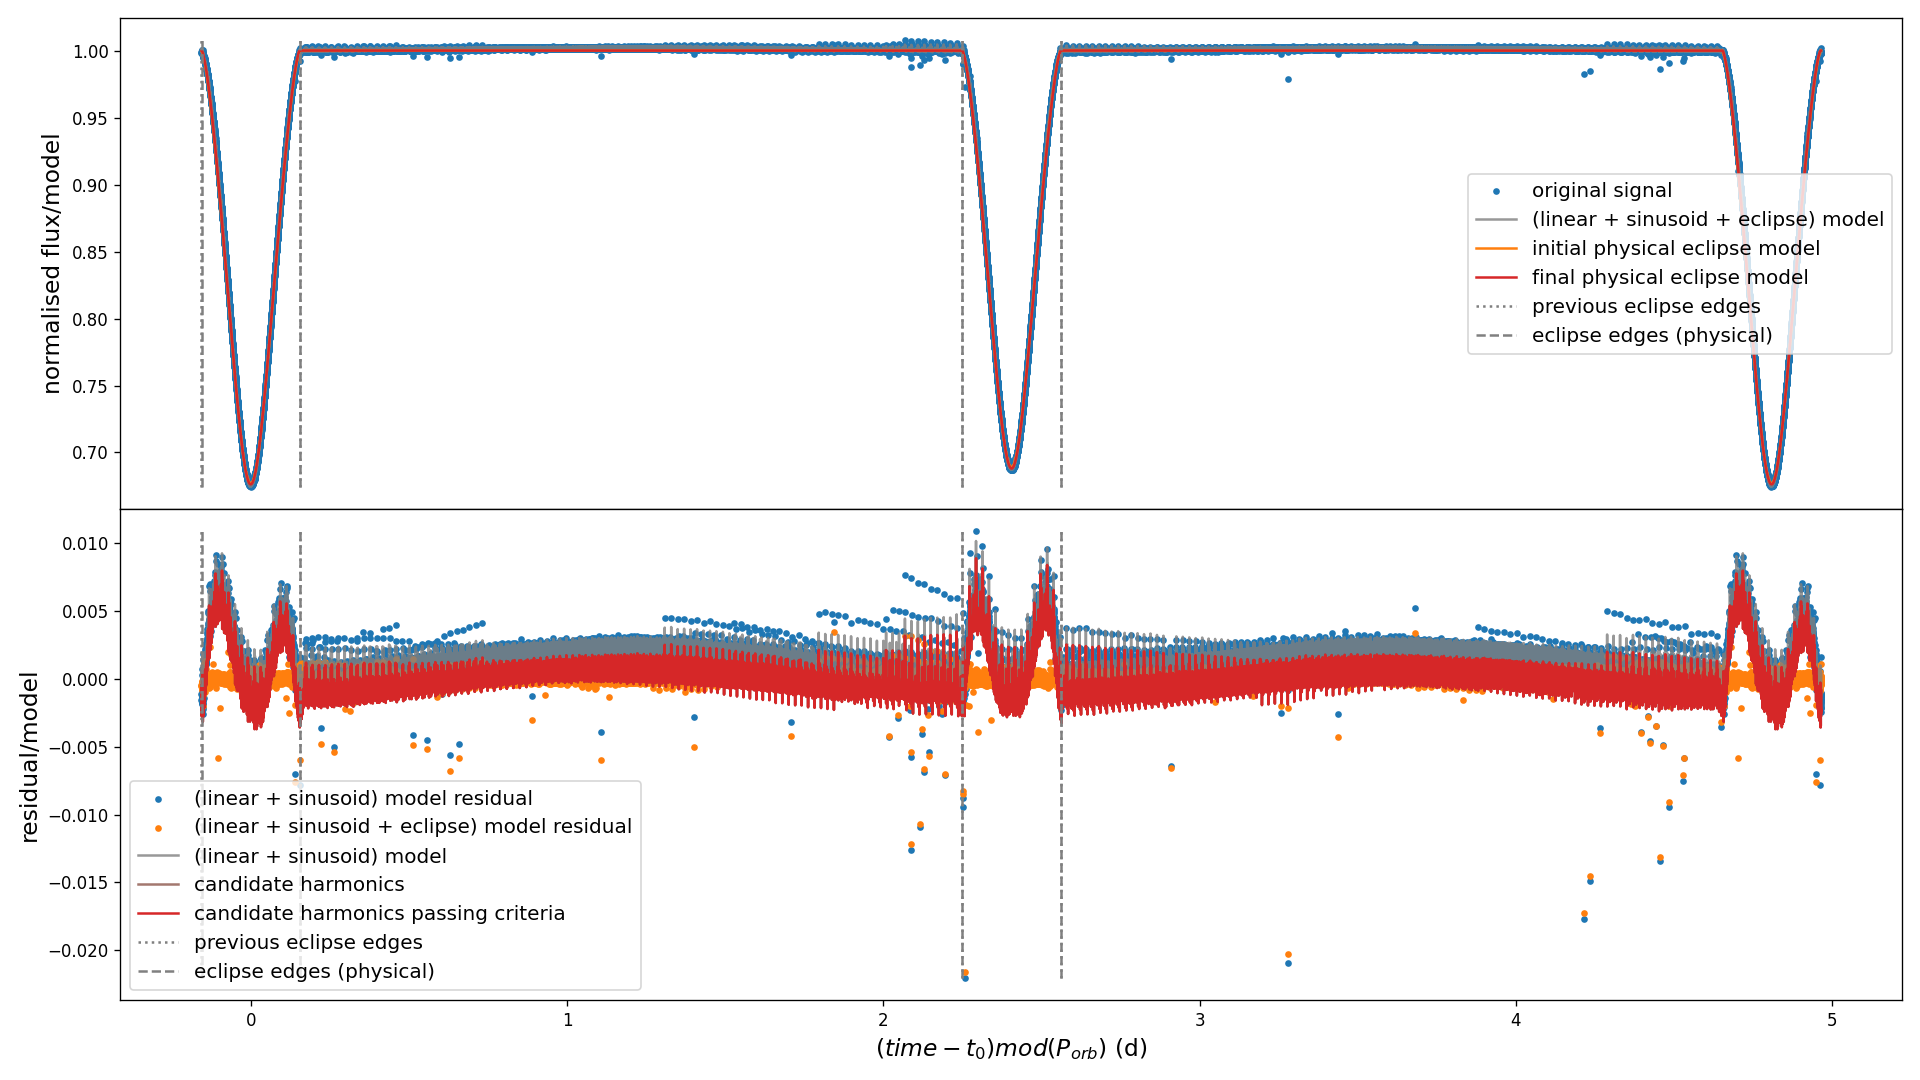 1.00
0.95
0.90
0.85
0.80
0.75
0.70
normalised flux/model
original signal
(linear + sinusoid + eclipse) model
initial physical eclipse model
final physical eclipse model
previous eclipse edges
eclipse edges (physical)
0.010
0.005
0.000
−0.005
−0.010
−0.015
−0.020
residual/model
(linear + sinusoid) model residual
(linear + sinusoid + eclipse) model residual
(linear + sinusoid) model
candidate harmonics
candidate harmonics passing criteria
previous eclipse edges
eclipse edges (physical)
0 1 2 3 4 5
(time − t₀)mod(P_orb) (d)